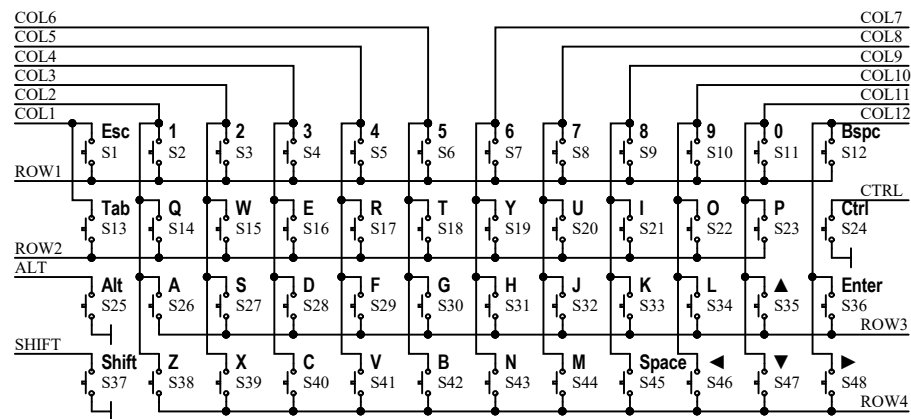 COL6 COL7
COL5 COL8
COL4 COL9
COL3 COL10
COL2 COL11
COL1 COL12
Esc 1 2 3 4 5 6 7 8 9 0 Bspc
S1 S2 S3 S4 S5 S6 S7 S8 S9 S10 S11 S12
ROW1 CTRL
Tab Q W E R T Y U I O P Ctrl
S13 S14 S15 S16 S17 S18 S19 S20 S21 S22 S23 S24
ROW2
ALT
Alt A S D F G H J K L ▲ Enter
S25 S26 S27 S28 S29 S30 S31 S32 S33 S34 S35 S36
ROW3
SHIFT
Shift Z X C V B N M Space ◄ ▼ ►
S37 S38 S39 S40 S41 S42 S43 S44 S45 S46 S47 S48
ROW4